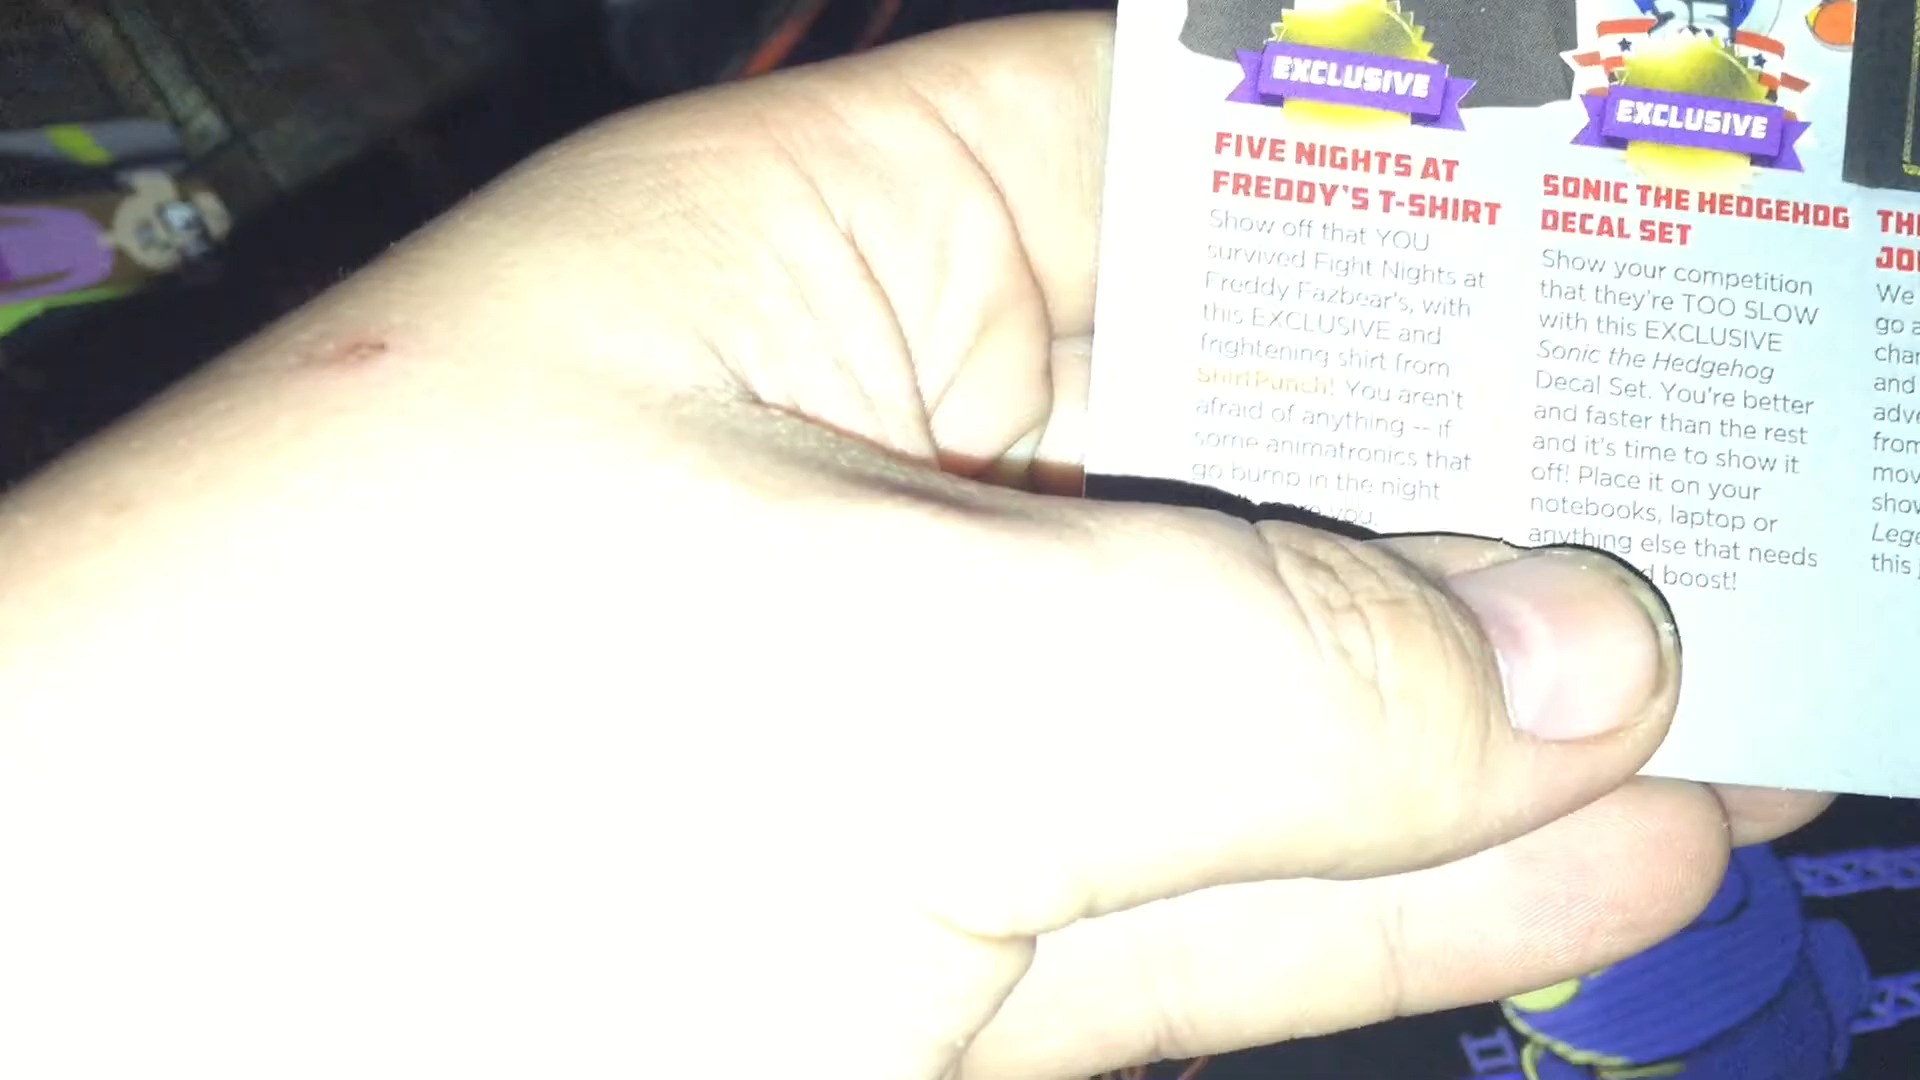 25
EXCLUSIVE
EXCLUSIVE
FIVE NIGHTS AT
FREDDY'S T-SHIRT
Show off that YOU
survived Fight Nights at
Freddy Fazbear's, with
this EXCLUSIVE and
frightening shirt from
ShirtPunch! You aren't
afraid of anything -- if
some animatronics that
go bump in the night
you.
SONIC THE HEDGEHOG
DECAL SET
Show your competition
that they're TOO SLOW
with this EXCLUSIVE
Sonic the Hedgehog
Decal Set. You're better
and faster than the rest
and it's time to show it
off! Place it on your
notebooks, laptop or
anything else that needs
boost!
We
go
and
from
this